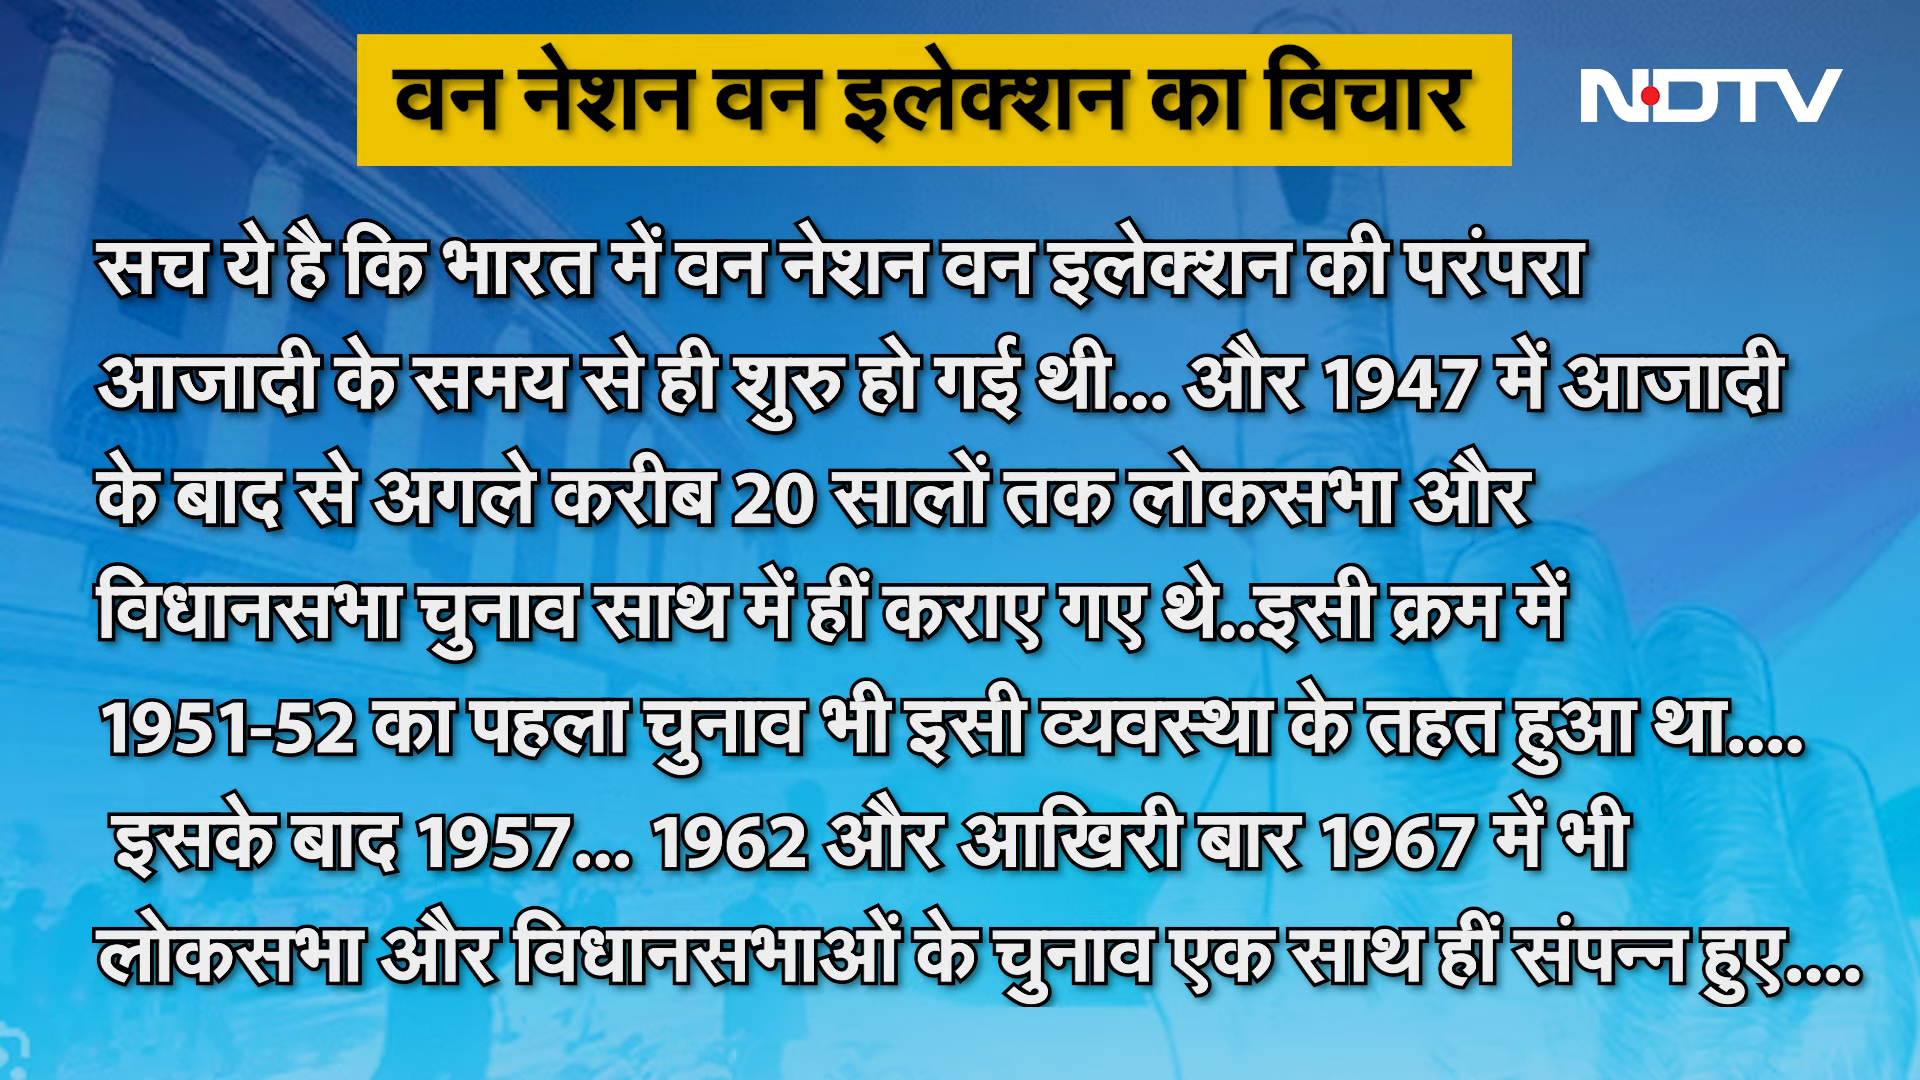 वन नेशन वन इलेक्शन का विचार
NDTV
सच ये है कि भारत में वन नेशन वन इलेक्शन की परंपरा
आजादी के समय से ही शुरु हो गई थी... और 1947 में आजादी
के बाद से अगले करीब 20 सालों तक लोकसभा और
विधानसभा चुनाव साथ में हीं कराए गए थे..इसी क्रम में
1951-52 का पहला चुनाव भी इसी व्यवस्था के तहत हुआ था....
इसके बाद 1957... 1962 और आखिरी बार 1967 में भी
लोकसभा और विधानसभाओं के चुनाव एक साथ हीं संपन्न हुए....